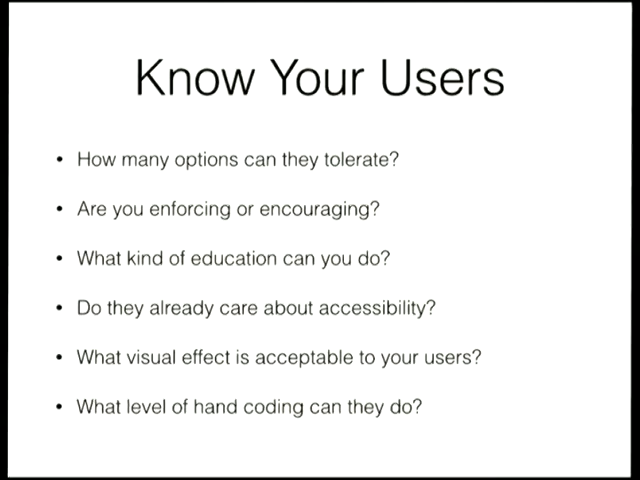 Know Your Users
• How many options can they tolerate?
• Are you enforcing or encouraging?
• What kind of education can you do?
• Do they already care about accessibility?
• What visual effect is acceptable to your users?
• What level of hand coding can they do?